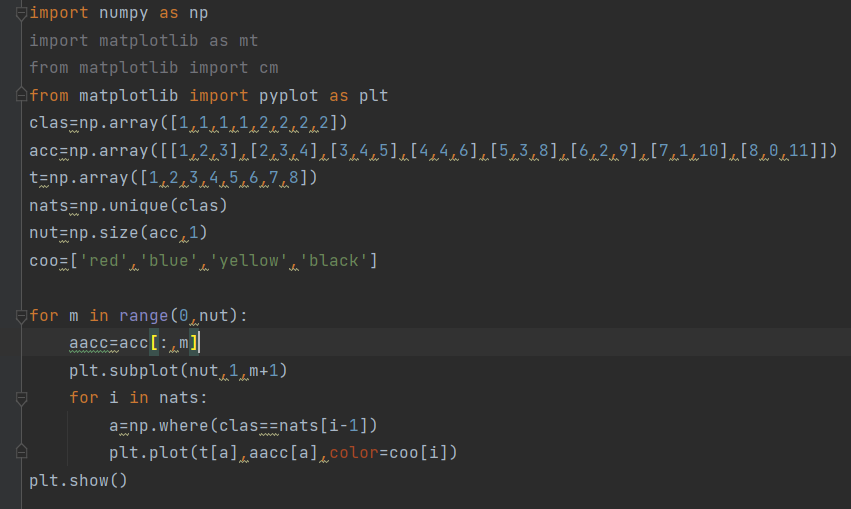 import numpy as np
import matplotlib as mt
from matplotlib import cm
from matplotlib import pyplot as plt
clas=np.array([1,1,1,1,2,2,2,2])
acc=np.array([[1,2,3],[2,3,4],[3,4,5],[4,4,6],[5,3,8],[6,2,9],[7,1,10],[8,0,11]])
t=np.array([1,2,3,4,5,6,7,8])
nats=np.unique(clas)
nut=np.size(acc,1)
coo=['red','blue','yellow','black']

for m in range(0,nut):
    aacc=acc[:,m]
    plt.subplot(nut,1,m+1)
    for i in nats:
        a=np.where(clas==nats[i-1])
        plt.plot(t[a],aacc[a],color=coo[i])
plt.show()